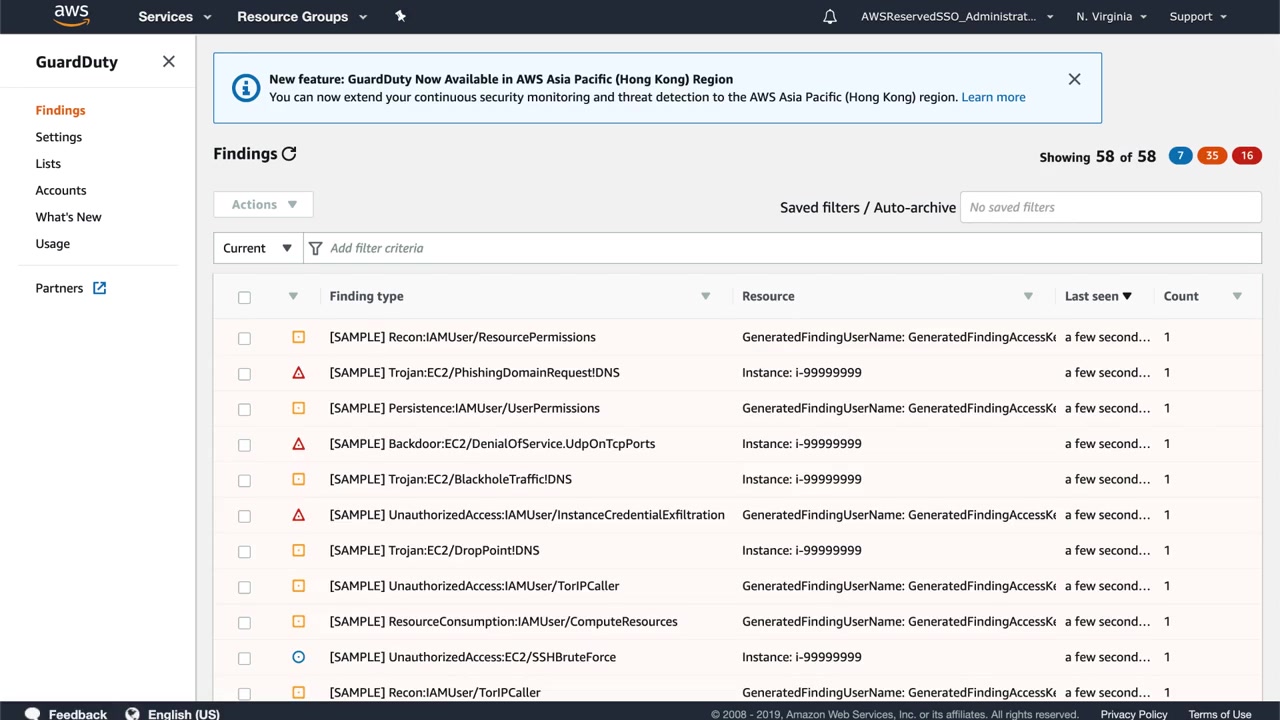 aws Services Resource Groups AWSReservedSSO_Administrat... N. Virginia Support
GuardDuty
Findings
Settings
Lists
Accounts
What's New
Usage
Partners
New feature: GuardDuty Now Available in AWS Asia Pacific (Hong Kong) Region
You can now extend your continuous security monitoring and threat detection to the AWS Asia Pacific (Hong Kong) region. Learn more
Findings Showing 58 of 58 7 35 16
Actions Saved filters / Auto-archive No saved filters
Current Add filter criteria
Finding type Resource Last seen Count
[SAMPLE] Recon:IAMUser/ResourcePermissions GeneratedFindingUserName: GeneratedFindingAccessKe a few second... 1
[SAMPLE] Trojan:EC2/PhishingDomainRequest!DNS Instance: i-99999999 a few second... 1
[SAMPLE] Persistence:IAMUser/UserPermissions GeneratedFindingUserName: GeneratedFindingAccessKe a few second... 1
[SAMPLE] Backdoor:EC2/DenialOfService.UdpOnTcpPorts Instance: i-99999999 a few second... 1
[SAMPLE] Trojan:EC2/BlackholeTraffic!DNS Instance: i-99999999 a few second... 1
[SAMPLE] UnauthorizedAccess:IAMUser/InstanceCredentialExfiltration GeneratedFindingUserName: GeneratedFindingAccessKe a few second... 1
[SAMPLE] Trojan:EC2/DropPoint!DNS Instance: i-99999999 a few second... 1
[SAMPLE] UnauthorizedAccess:IAMUser/TorIPCaller GeneratedFindingUserName: GeneratedFindingAccessKe a few second... 1
[SAMPLE] ResourceConsumption:IAMUser/ComputeResources GeneratedFindingUserName: GeneratedFindingAccessKe a few second... 1
[SAMPLE] UnauthorizedAccess:EC2/SSHBruteForce Instance: i-99999999 a few second... 1
[SAMPLE] Recon:IAMUser/TorIPCaller GeneratedFindingUserName: GeneratedFindingAccessKe a few second... 1
Feedback English (US) © 2008 - 2019, Amazon Web Services, Inc. or its affiliates. All rights reserved. Privacy Policy Terms of Use